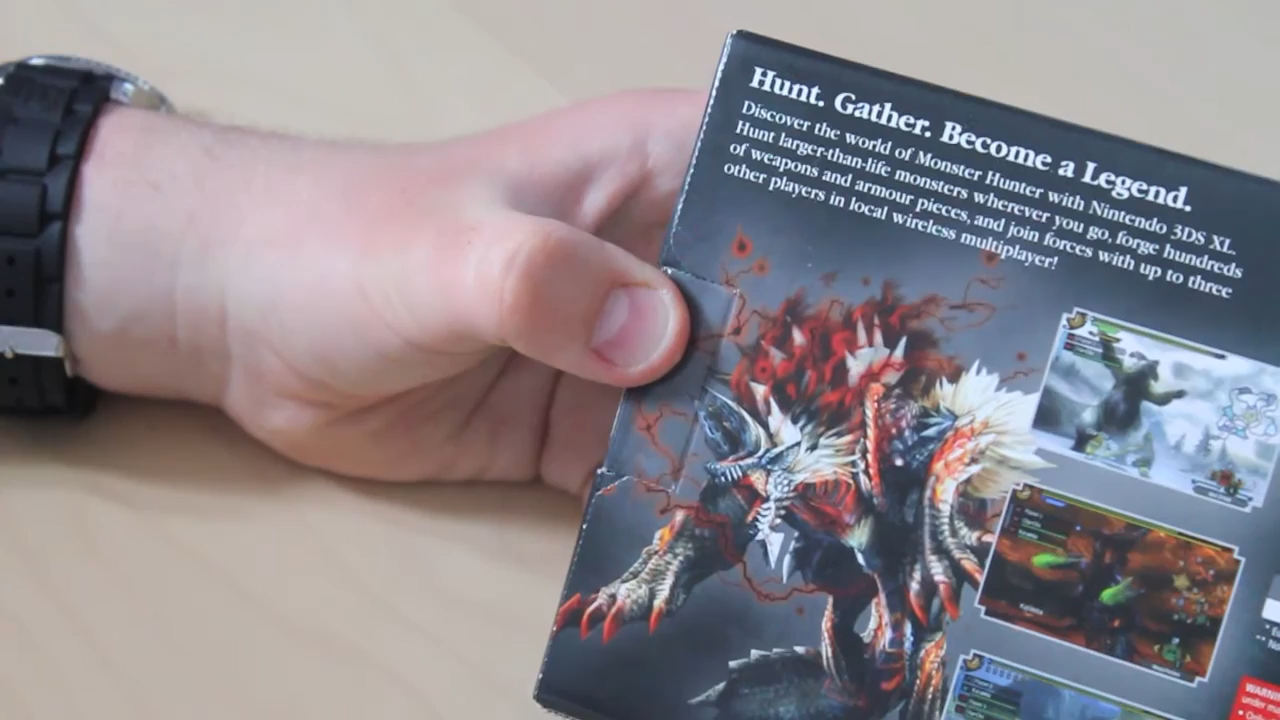 Hunt. Gather. Become a Legend.
Discover the world of Monster Hunter with Nintendo 3DS XL.
Hunt larger-than-life monsters wherever you go, forge hundreds
of weapons and armour pieces, and join forces with up to three
other players in local wireless multiplayer!
WARNIN
under